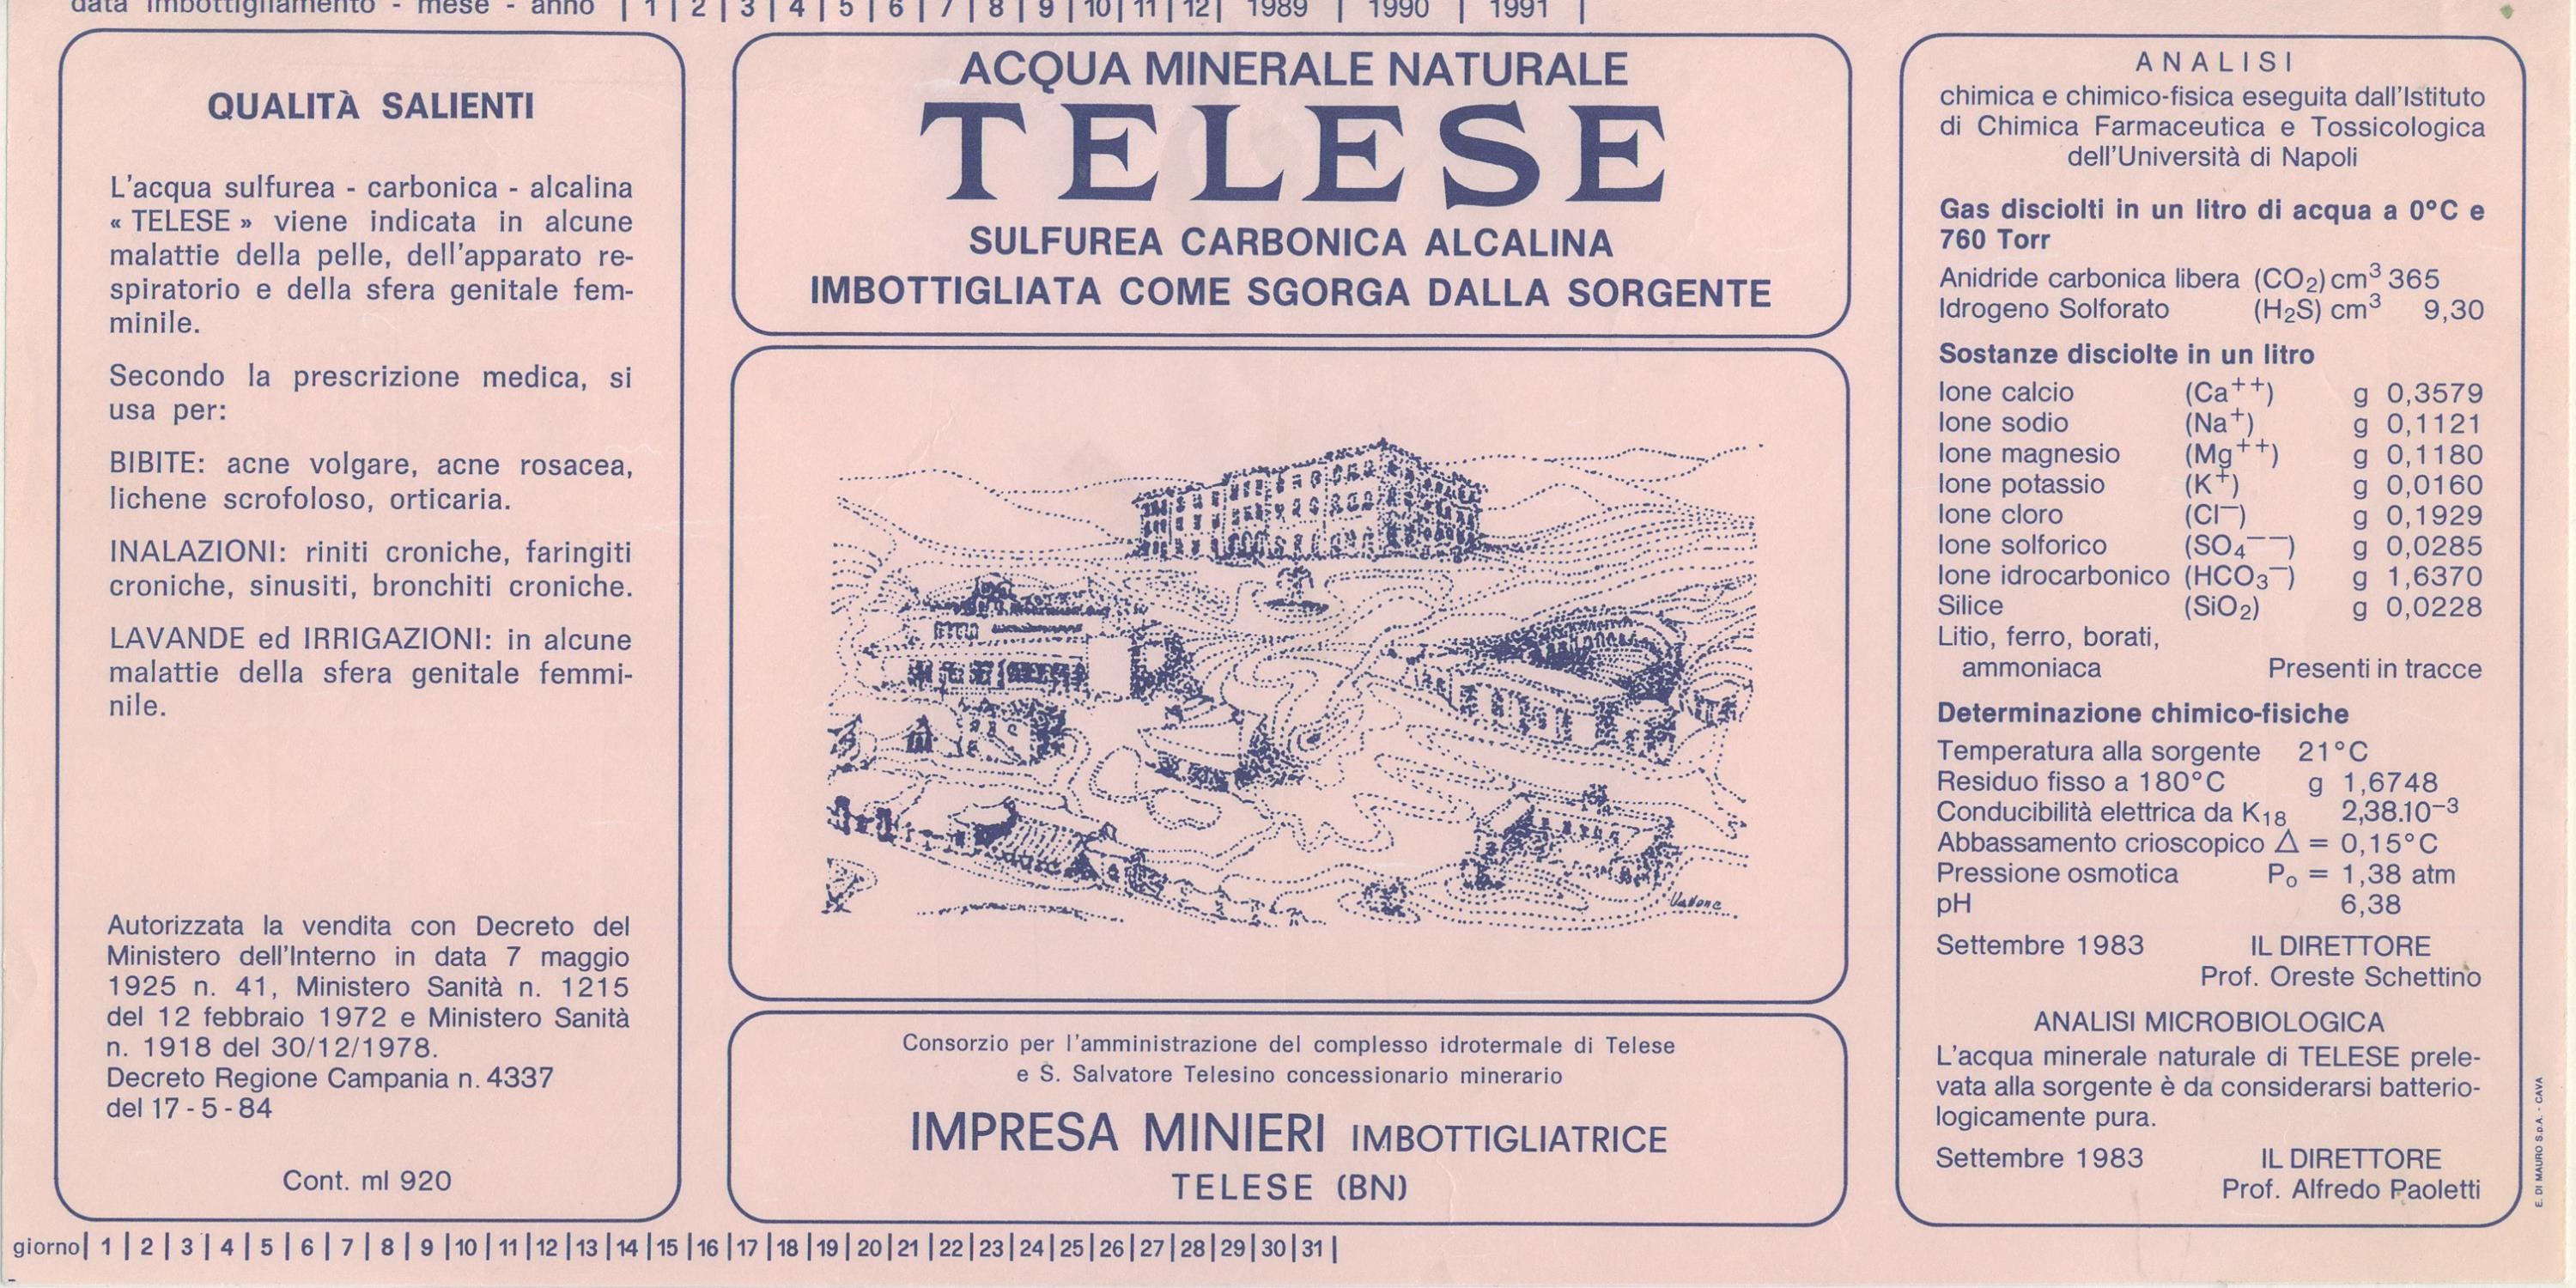 data imbottigliamento - mese - anno | 1 | 2 | 3 | 4 | 5 | 6 | 7 | 8 | 9 | 10 | 11 | 12 | 1989 | 1990 | 1991 |
QUALITÀ SALIENTI
L'acqua sulfurea - carbonica - alcalina
« TELESE » viene indicata in alcune
malattie della pelle, dell'apparato re-
spiratorio e della sfera genitale fem-
minile.
Secondo la prescrizione medica, si
usa per:
BIBITE: acne volgare, acne rosacea,
lichene scrofoloso, orticaria.
INALAZIONI: riniti croniche, faringiti
croniche, sinusiti, bronchiti croniche.
LAVANDE ed IRRIGAZIONI: in alcune
malattie della sfera genitale femmi-
nile.
Autorizzata la vendita con Decreto del
Ministero dell'Interno in data 7 maggio
1925 n. 41, Ministero Sanità n. 1215
del 12 febbraio 1972 e Ministero Sanità
n. 1918 del 30/12/1978.
Decreto Regione Campania n. 4337
del 17 - 5 - 84
Cont. ml 920
ACQUA MINERALE NATURALE
TELESE
SULFUREA CARBONICA ALCALINA
IMBOTTIGLIATA COME SGORGA DALLA SORGENTE
Consorzio per l'amministrazione del complesso idrotermale di Telese
e S. Salvatore Telesino concessionario minerario
IMPRESA MINIERI IMBOTTIGLIATRICE
TELESE (BN)
ANALISI
chimica e chimico-fisica eseguita dall'Istituto
di Chimica Farmaceutica e Tossicologica
dell'Università di Napoli
Gas disciolti in un litro di acqua a 0°C e
760 Torr
Anidride carbonica libera (CO₂) cm³ 365
Idrogeno Solforato (H₂S) cm³ 9,30
Sostanze disciolte in un litro
Ione calcio (Ca⁺⁺) g 0,3579
Ione sodio (Na⁺) g 0,1121
Ione magnesio (Mg⁺⁺) g 0,1180
Ione potassio (K⁺) g 0,0160
Ione cloro (Cl⁻) g 0,1929
Ione solforico (SO₄⁻⁻) g 0,0285
Ione idrocarbonico (HCO₃⁻) g 1,6370
Silice (SiO₂) g 0,0228
Litio, ferro, borati,
ammoniaca Presenti in tracce
Determinazione chimico-fisiche
Temperatura alla sorgente 21°C
Residuo fisso a 180°C g 1,6748
Conducibilità elettrica da K₁₈ 2,38.10⁻³
Abbassamento crioscopico Δ = 0,15°C
Pressione osmotica Pₒ = 1,38 atm
pH 6,38
Settembre 1983 IL DIRETTORE
Prof. Oreste Schettino
ANALISI MICROBIOLOGICA
L'acqua minerale naturale di TELESE prele-
vata alla sorgente è da considerarsi batterio-
logicamente pura.
Settembre 1983 IL DIRETTORE
Prof. Alfredo Paoletti
E. DI MAURO S.p.A. - CAVA
giorno | 1 | 2 | 3 | 4 | 5 | 6 | 7 | 8 | 9 | 10 | 11 | 12 | 13 | 14 | 15 | 16 | 17 | 18 | 19 | 20 | 21 | 22 | 23 | 24 | 25 | 26 | 27 | 28 | 29 | 30 | 31 |